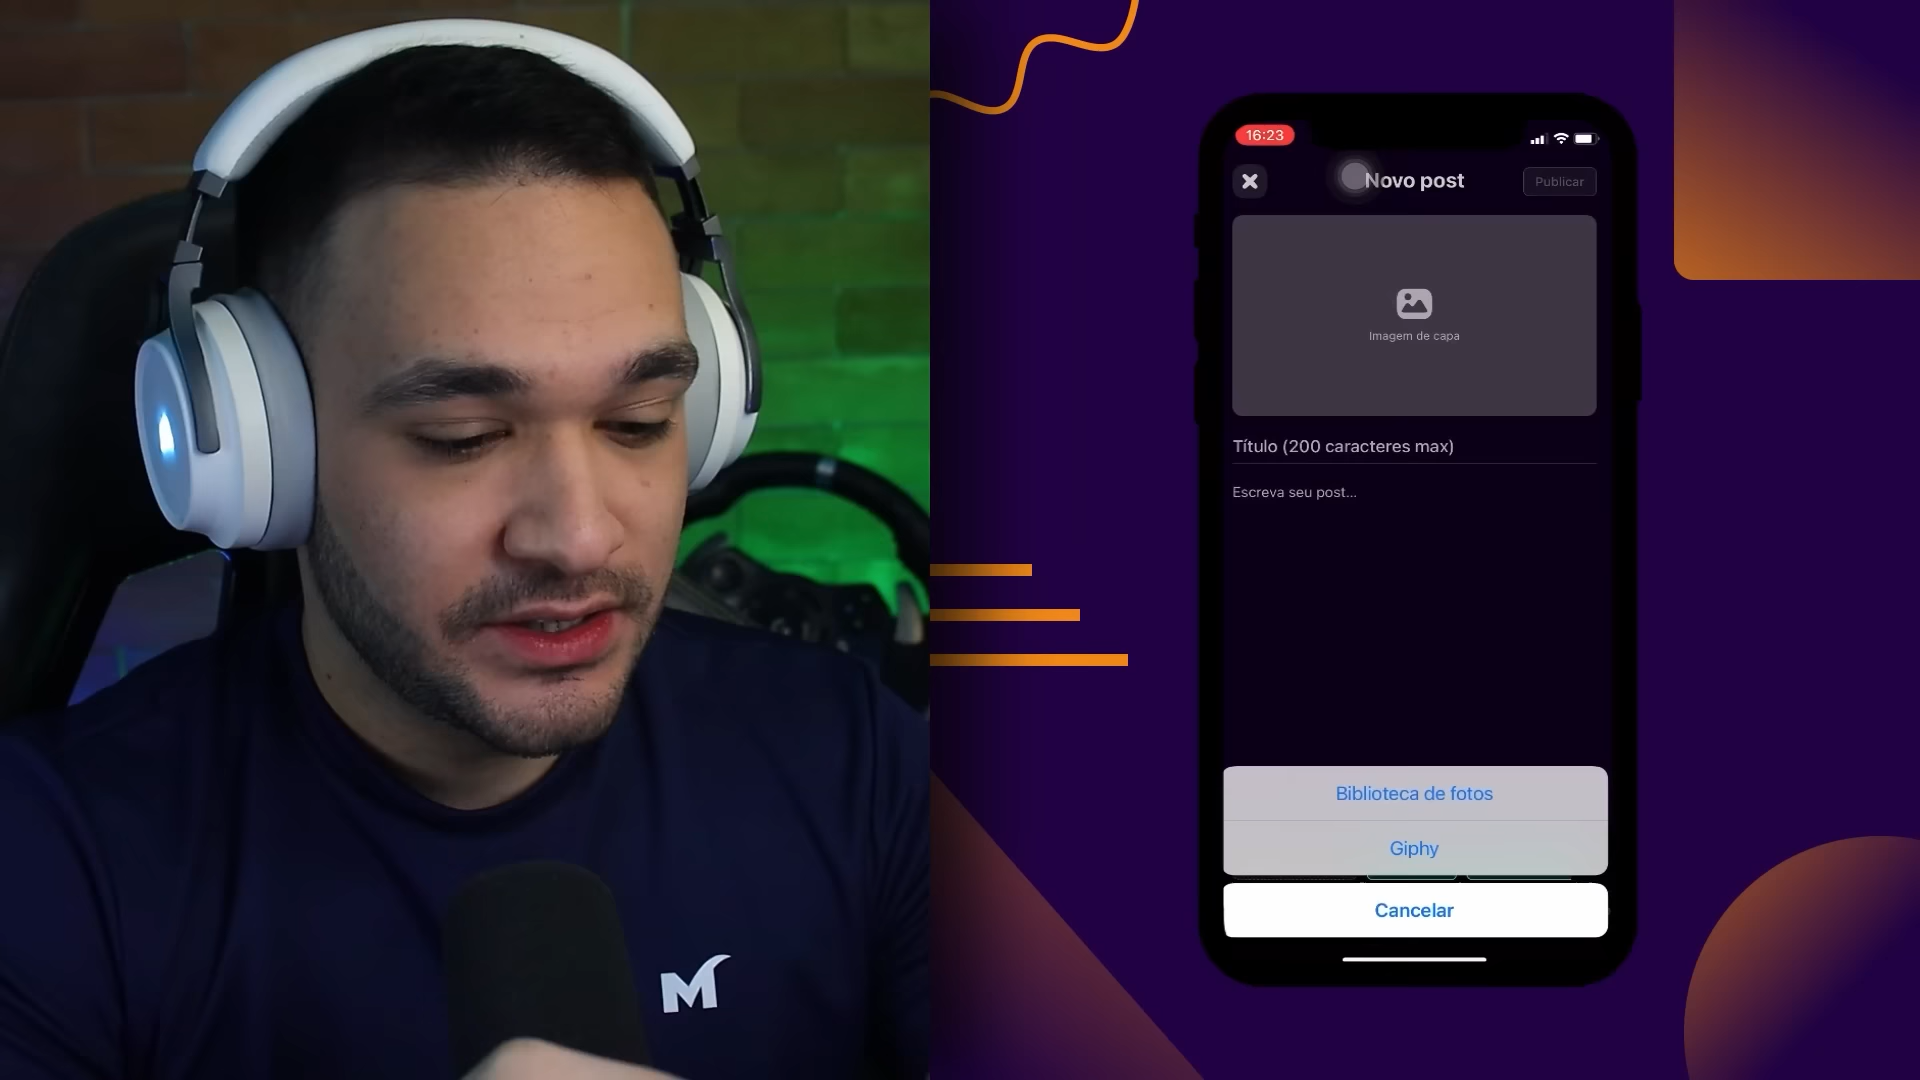 16:23
Novo post
Publicar
Imagem de capa
Título (200 caracteres max)
Escreva seu post...
Biblioteca de fotos
Giphy
Cancelar
M